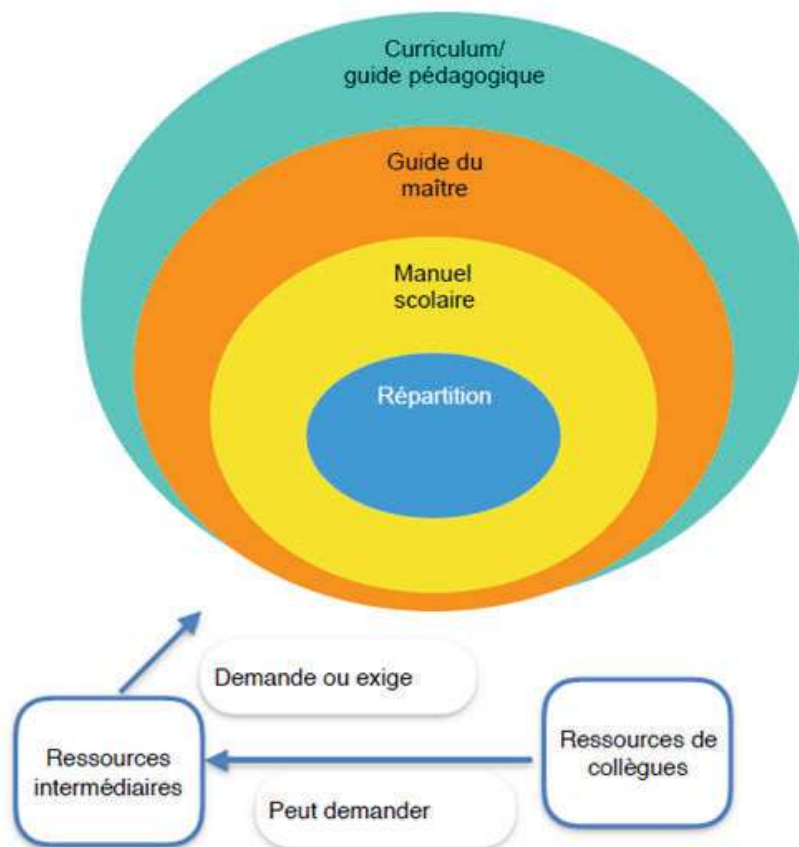 Curriculum/
guide pédagogique
Guide du
maître
Manuel
scolaire
Répartition
Demande ou exige
Ressources
intermédiaires
Ressources de
collègues
Peut demander